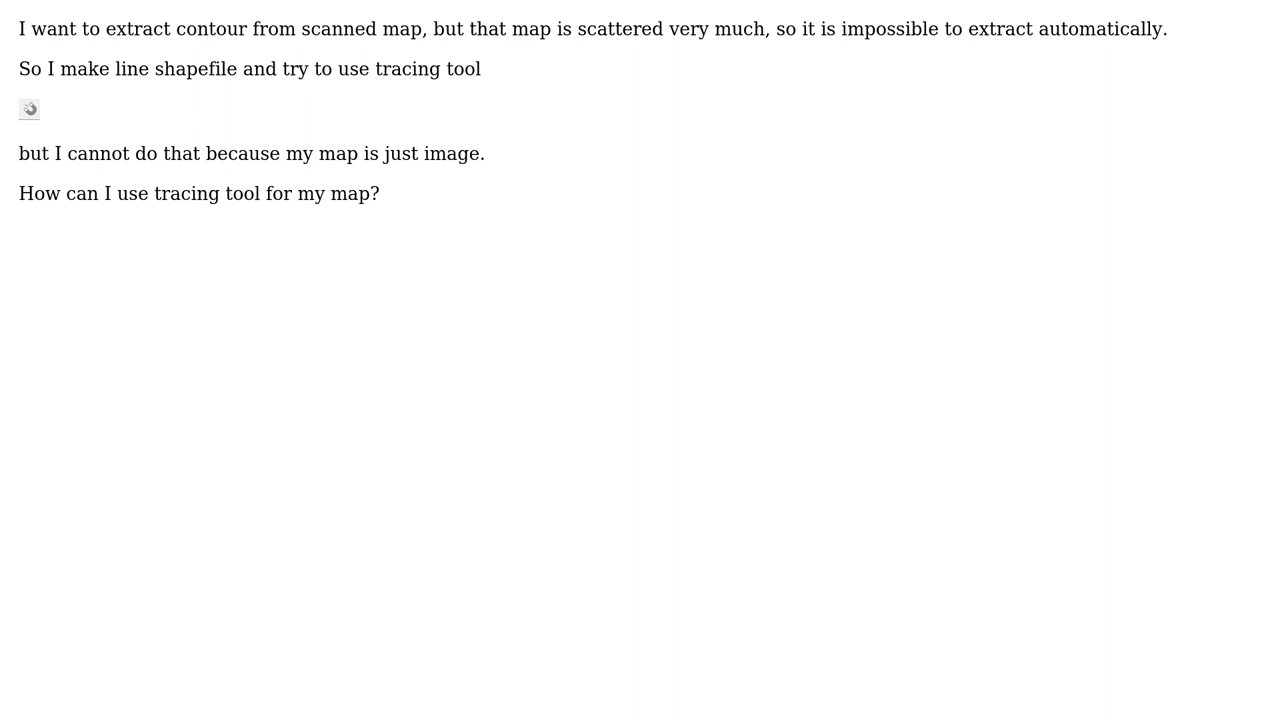 I want to extract contour from scanned map, but that map is scattered very much, so it is impossible to extract automatically.
So I make line shapefile and try to use tracing tool
but I cannot do that because my map is just image.
How can I use tracing tool for my map?